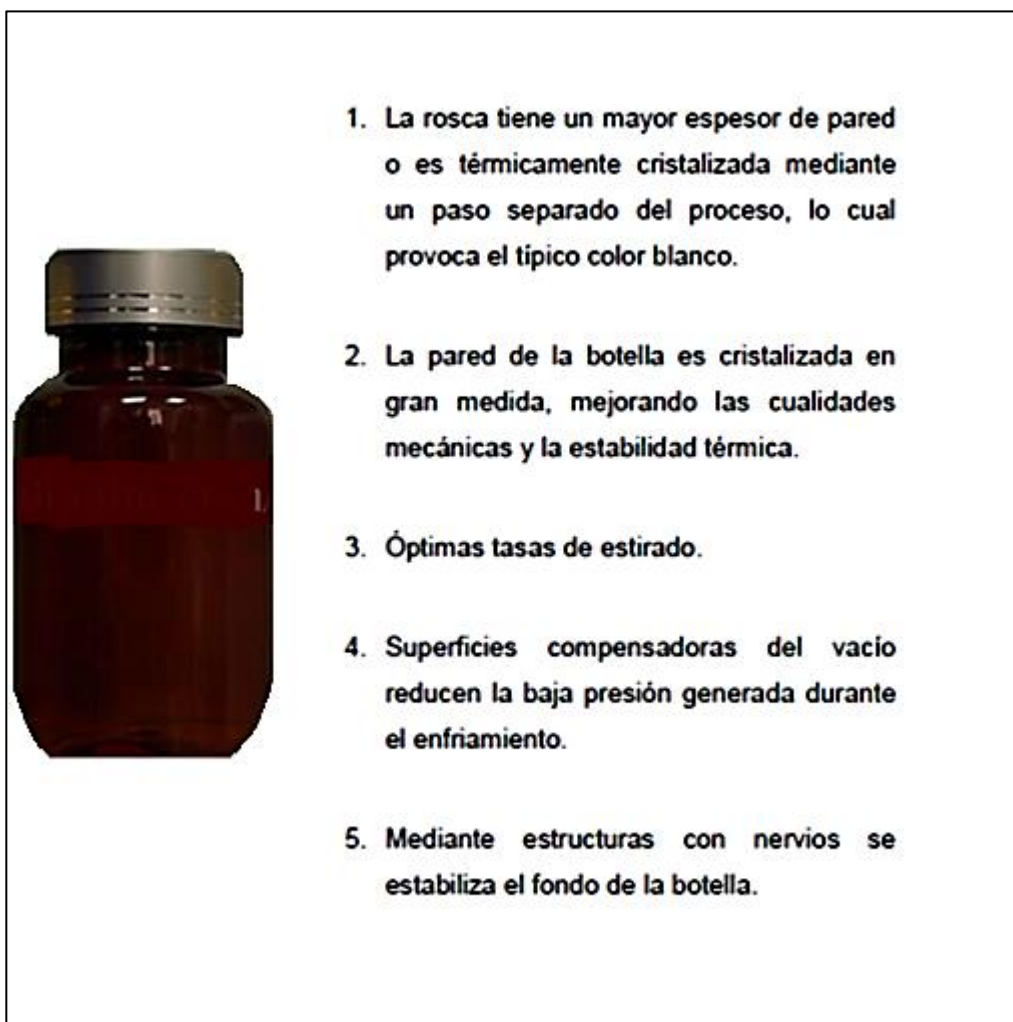 1. La rosca tiene un mayor espesor de pared
o es térmicamente cristalizada mediante
un paso separado del proceso, lo cual
provoca el típico color blanco.
2. La pared de la botella es cristalizada en
gran medida, mejorando las cualidades
mecánicas y la estabilidad térmica.
3. Óptimas tasas de estirado.
4. Superficies compensadoras del vacío
reducen la baja presión generada durante
el enfriamiento.
5. Mediante estructuras con nervios se
estabiliza el fondo de la botella.